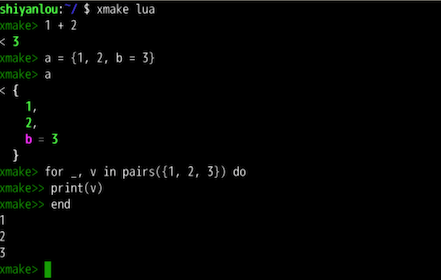 shiyanlou:~/ $ xmake lua
xmake> 1 + 2
< 3
xmake> a = {1, 2, b = 3}
xmake> a
< {
    1,
    2,
    b = 3
  }
xmake> for _, v in pairs({1, 2, 3}) do
xmake>> print(v)
xmake>> end
1
2
3
xmake>